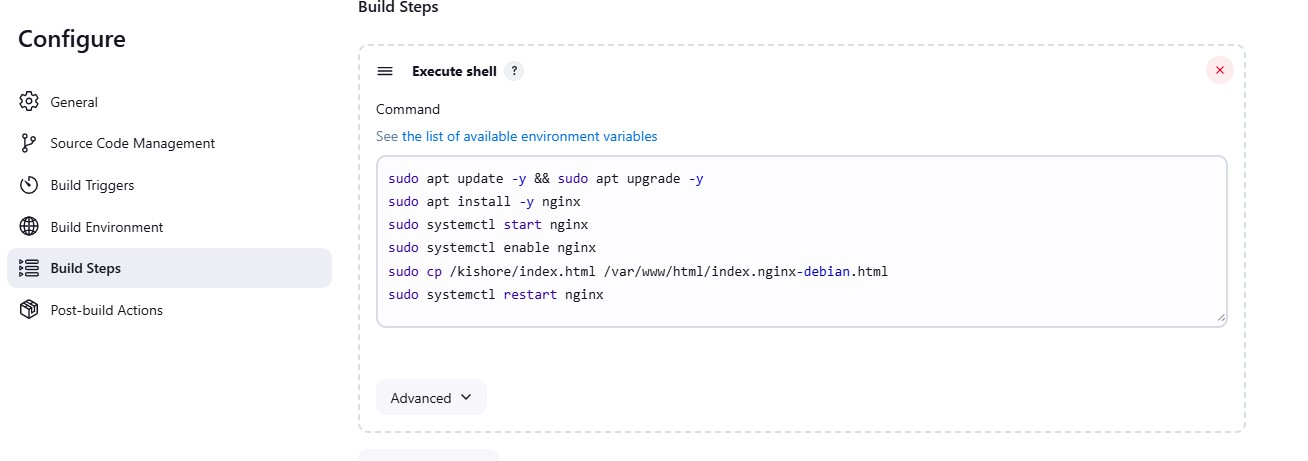 Build Steps
Configure
Execute shell ?
General
Command
Source Code Management
See the list of available environment variables
Build Triggers
sudo apt update -y && sudo apt upgrade -y
sudo apt install -y nginx
Build Environment
sudo systemctl start nginx
sudo systemctl enable nginx
Build Steps
sudo cp /kishore/index.html /var/www/html/index.nginx-debian.html
sudo systemctl restart nginx
Post-build Actions
Advanced